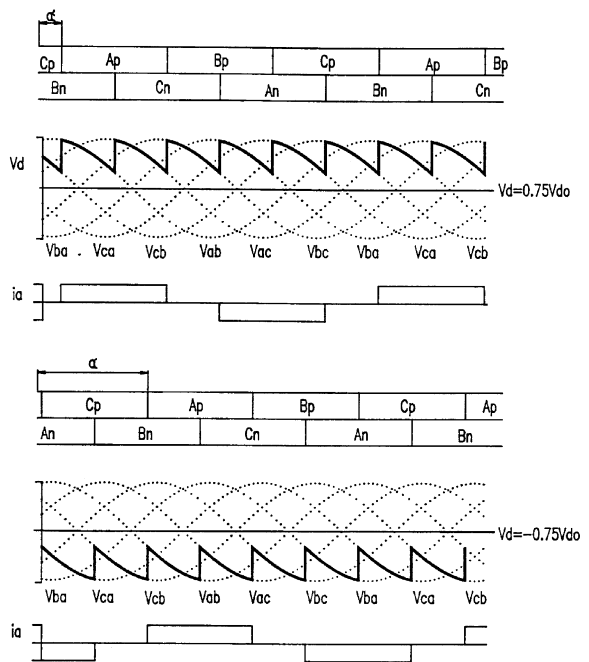 α
Cp Ap Bp Cp Ap Bp
Bn Cn An Bn Cn
Vd
Vd=0.75Vdo
Vba Vca Vcb Vab Vac Vbc Vba Vca Vcb
ia
α
Cp Ap Bp Cp Ap
An Bn Cn An Bn
Vd=-0.75Vdo
Vba Vca Vcb Vab Vac Vbc Vba Vca Vcb
ia